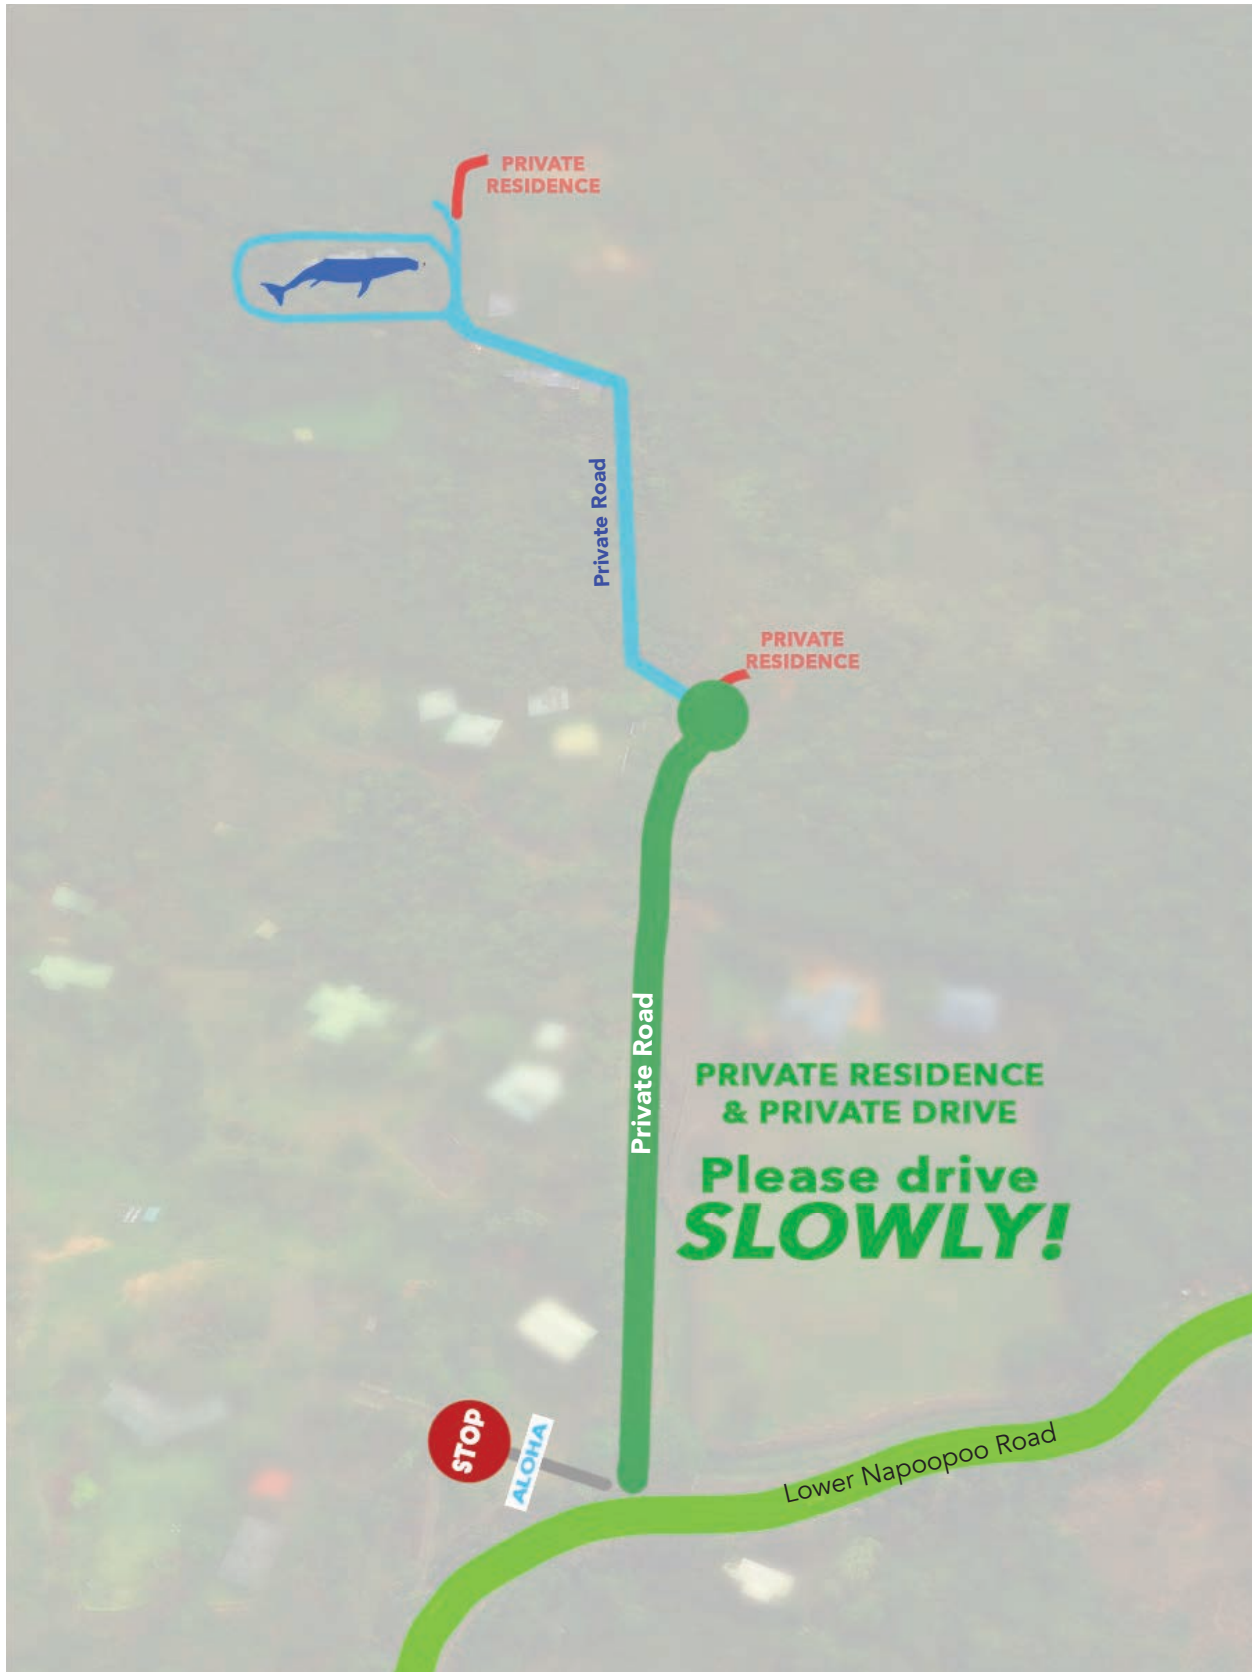 PRIVATE
RESIDENCE
Private Road
PRIVATE
RESIDENCE
Private Road
PRIVATE RESIDENCE
& PRIVATE DRIVE
Please drive
SLOWLY!
STOP
ALOHA
Lower Napoopoo Road